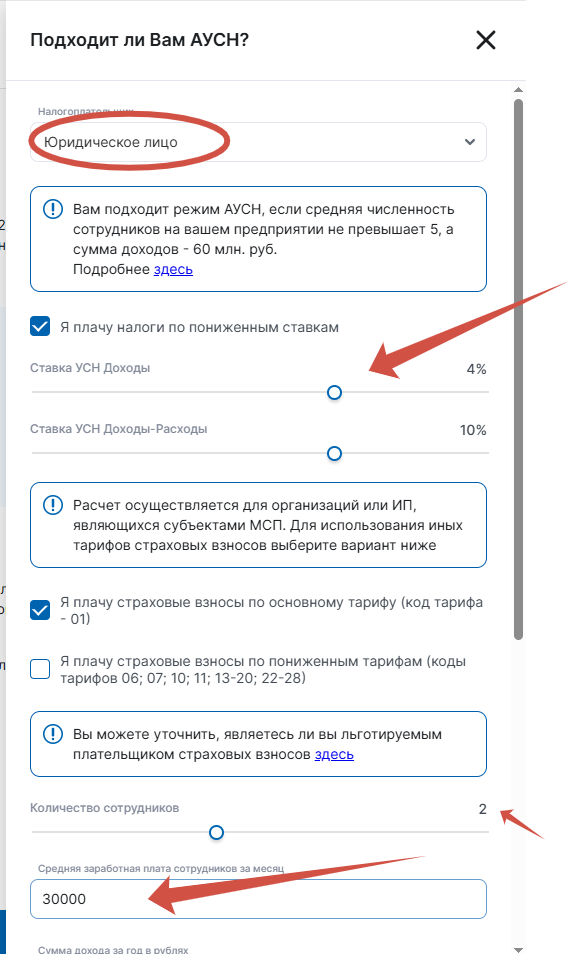 Подходит ли Вам АУСН?
Налогоплательщик
Юридическое лицо
Вам подходит режим АУСН, если средняя численность
сотрудников на вашем предприятии не превышает 5, а
сумма доходов - 60 млн. руб.
Подробнее здесь
Я плачу налоги по пониженным ставкам
Ставка УСН Доходы
4%
Ставка УСН Доходы-Расходы
10%
Расчет осуществляется для организаций или ИП,
являющихся субъектами МСП. Для использования иных
тарифов страховых взносов выберите вариант ниже
Я плачу страховые взносы по основному тарифу (код тарифа
- 01)
Я плачу страховые взносы по пониженным тарифам (коды
тарифов 06; 07; 10; 11; 13-20; 22-28)
Вы можете уточнить, являетесь ли вы льготируемым
плательщиком страховых взносов здесь
Количество сотрудников
2
Средняя заработная плата сотрудников за месяц
30000
Сумма дохода за год в рублях